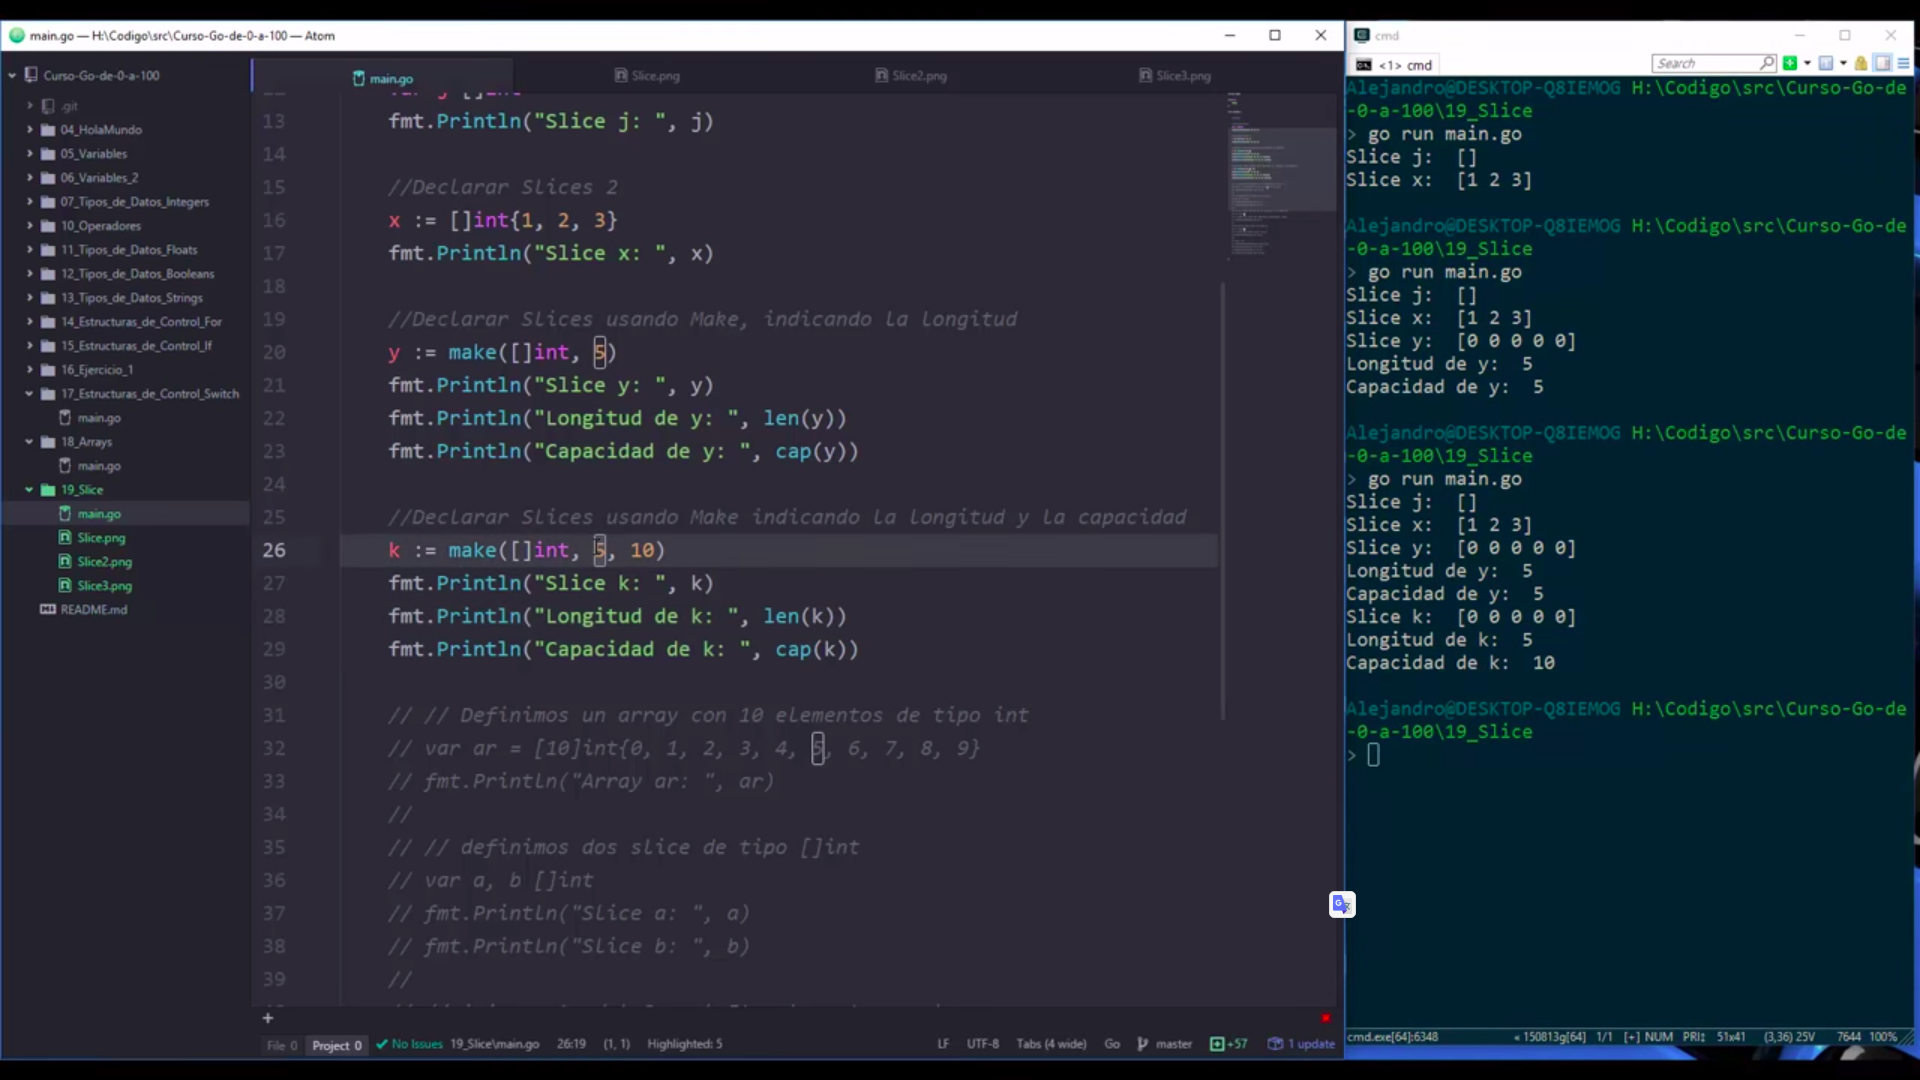 main.go — H:\Codigo\src\Curso-Go-de-0-a-100 — Atom
Curso-Go-de-0-a-100
.git
04_HolaMundo
05_Variables
06_Variables_2
07_Tipos_de_Datos_Integers
10_Operadores
11_Tipos_de_Datos_Floats
12_Tipos_de_Datos_Booleans
13_Tipos_de_Datos_Strings
14_Estructuras_de_Control_For
15_Estructuras_de_Control_If
16_Ejercicio_1
17_Estructuras_de_Control_Switch
main.go
18_Arrays
main.go
19_Slice
main.go
Slice.png
Slice2.png
Slice3.png
README.md
main.go Slice.png Slice2.png Slice3.png
13 fmt.Println("Slice j: ", j)
14
15 //Declarar Slices 2
16 x := []int{1, 2, 3}
17 fmt.Println("Slice x: ", x)
18
19 //Declarar Slices usando Make, indicando la longitud
20 y := make([]int, 5)
21 fmt.Println("Slice y: ", y)
22 fmt.Println("Longitud de y: ", len(y))
23 fmt.Println("Capacidad de y: ", cap(y))
24
25 //Declarar Slices usando Make indicando la longitud y la capacidad
26 k := make([]int, 5, 10)
27 fmt.Println("Slice k: ", k)
28 fmt.Println("Longitud de k: ", len(k))
29 fmt.Println("Capacidad de k: ", cap(k))
30
31 // // Definimos un array con 10 elementos de tipo int
32 // var ar = [10]int{0, 1, 2, 3, 4, 5, 6, 7, 8, 9}
33 // fmt.Println("Array ar: ", ar)
34 //
35 // // definimos dos slice de tipo []int
36 // var a, b []int
37 // fmt.Println("Slice a: ", a)
38 // fmt.Println("Slice b: ", b)
39 //
+
File 0 Project 0 No Issues 19_Slice\main.go 26:19 (1, 1) Highlighted: 5 LF UTF-8 Tabs (4 wide) Go master +57 1 update
cmd
<1> cmd Search
Alejandro@DESKTOP-Q8IEMOG H:\Codigo\src\Curso-Go-de
-0-a-100\19_Slice
> go run main.go
Slice j:  []
Slice x:  [1 2 3]
Alejandro@DESKTOP-Q8IEMOG H:\Codigo\src\Curso-Go-de
-0-a-100\19_Slice
> go run main.go
Slice j:  []
Slice x:  [1 2 3]
Slice y:  [0 0 0 0 0]
Longitud de y:  5
Capacidad de y:  5
Alejandro@DESKTOP-Q8IEMOG H:\Codigo\src\Curso-Go-de
-0-a-100\19_Slice
> go run main.go
Slice j:  []
Slice x:  [1 2 3]
Slice y:  [0 0 0 0 0]
Longitud de y:  5
Capacidad de y:  5
Slice k:  [0 0 0 0 0]
Longitud de k:  5
Capacidad de k:  10
Alejandro@DESKTOP-Q8IEMOG H:\Codigo\src\Curso-Go-de
-0-a-100\19_Slice
>
cmd.exe[64]:6348 « 150813g[64] 1/1 [+] NUM PRI: 51x41 (3,36) 25V 7644 100%